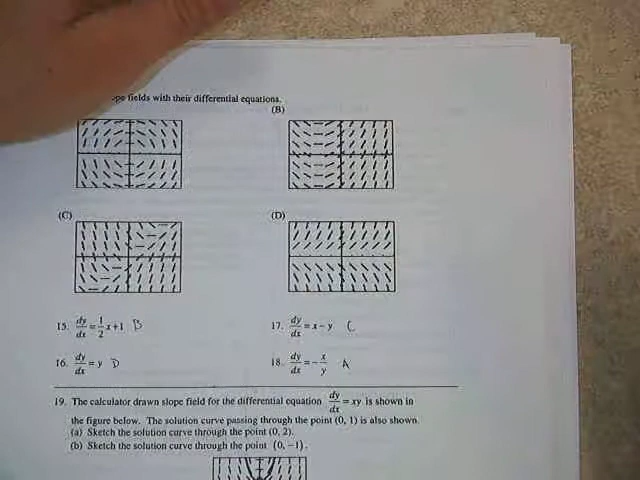 fields with their differential equations.
(B)
(C) (D)
15. dy/dx = 1/2 x + 1 B
17. dy/dx = x - y C
16. dy/dx = y D
18. dy/dx = - x/y A
19. The calculator drawn slope field for the differential equation dy/dx = xy is shown in
the figure below. The solution curve passing through the point (0, 1) is also shown.
(a) Sketch the solution curve through the point (0, 2).
(b) Sketch the solution curve through the point (0, -1).